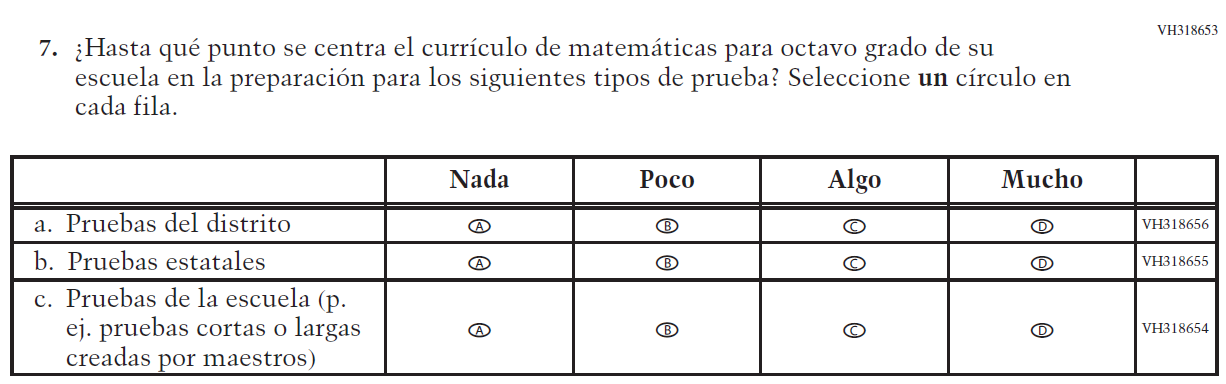 VH318653
7. ¿Hasta qué punto se centra el currículo de matemáticas para octavo grado de su
escuela en la preparación para los siguientes tipos de prueba? Seleccione un círculo en
cada fila.
Nada Poco Algo Mucho
a. Pruebas del distrito A B C D VH318656
b. Pruebas estatales A B C D VH318655
c. Pruebas de la escuela (p.
ej. pruebas cortas o largas A B C D VH318654
creadas por maestros)